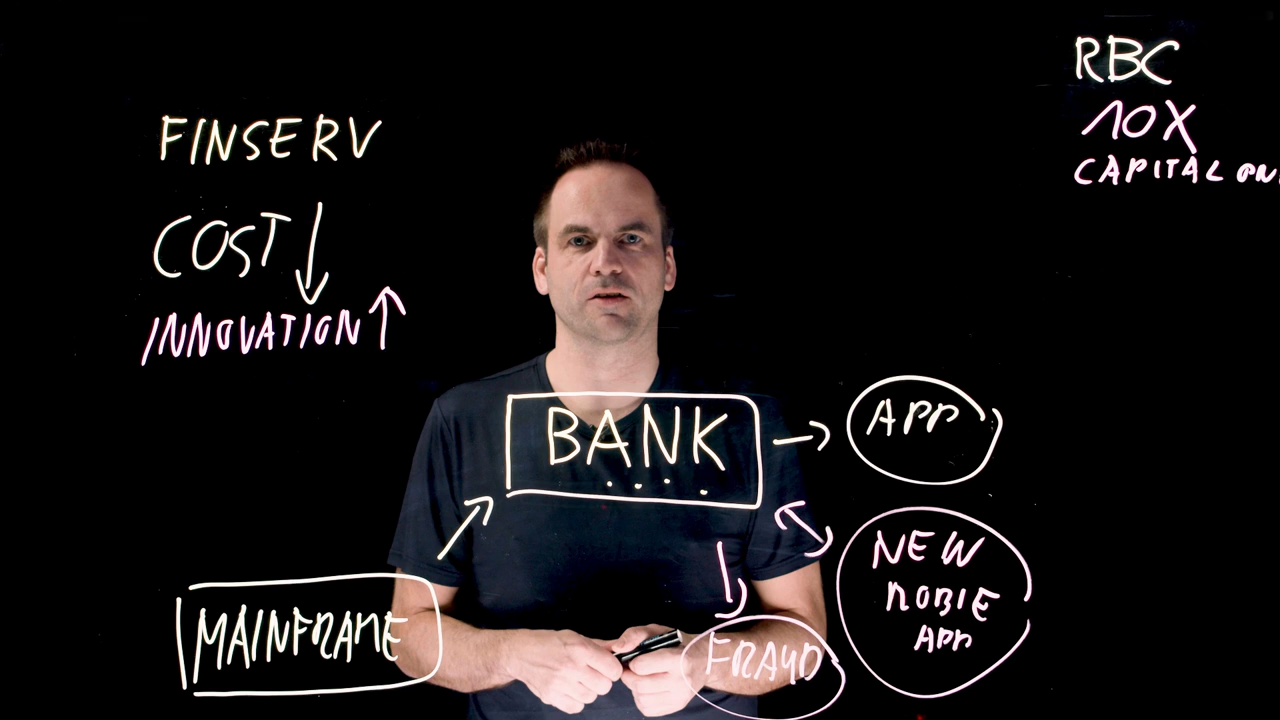 FINSERV
COST ↓
INNOVATION ↑
RBC
10X
CAPITAL ON
BANK
APP
NEW
MOBIE
APP
MAINFRAME
FRAUD